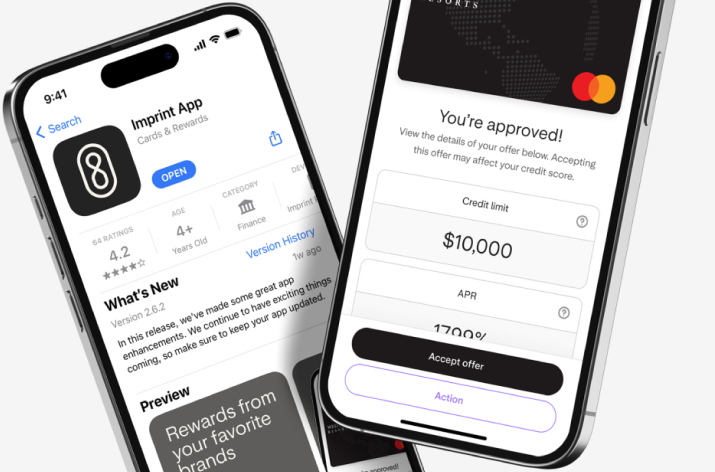 9:41
Search
Imprint App
Cards & Rewards
OPEN
64 RATINGS
4.2
AGE
4+
Years Old
CATEGORY
Finance
Imprint
What's New
Version History
Version 2.6.2
1w ago
In this release, we've made some great app
enhancements. We continue to have exciting things
coming, so make sure to keep your app updated.
Preview
Rewards from
your favorite
brands
You're approved!
View the details of your offer below. Accepting
this offer may affect your credit score.
Credit limit
?
$10,000
APR
?
17.99%
Accept offer
Action
approved!